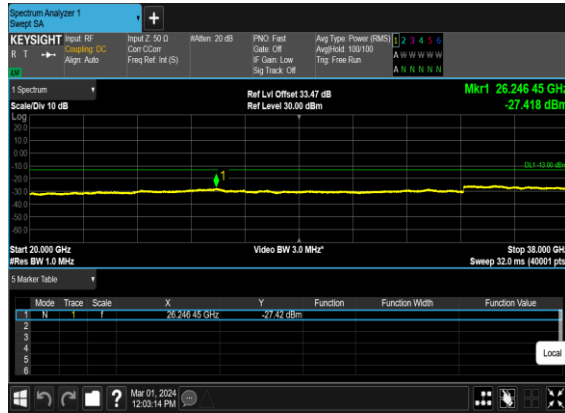 Spectrum Analyzer 1
Swept SA
+
KEYSIGHT
R T
LW
Input: RF
Coupling: DC
Align: Auto
Input Z: 50 Ω
Corr CCorr
Freq Ref: Int (S)
#Atten: 20 dB
PNO: Fast
Gate: Off
IF Gain: Low
Sig Track: Off
Avg Type: Power (RMS)
Avg|Hold: 100/100
Trig: Free Run
1 2 3 4 5 6
A W W W W W
A N N N N N
1 Spectrum
Scale/Div 10 dB
Ref Lvl Offset 33.47 dB
Ref Level 30.00 dBm
Mkr1 26.246 45 GHz
-27.418 dBm
Log
20.0
10.0
0.00
-10.0
-20.0
-30.0
-40.0
-50.0
-60.0
DL1 -13.00 dBm
1
Start 20.000 GHz
#Res BW 1.0 MHz
Video BW 3.0 MHz*
Stop 38.000 GHz
Sweep 32.0 ms (40001 pts)
5 Marker Table
Mode Trace Scale X Y Function Function Width Function Value
1 N 1 f 26.246 45 GHz -27.42 dBm
2
3
4
5
6
Local
?
Mar 01, 2024
12:03:14 PM